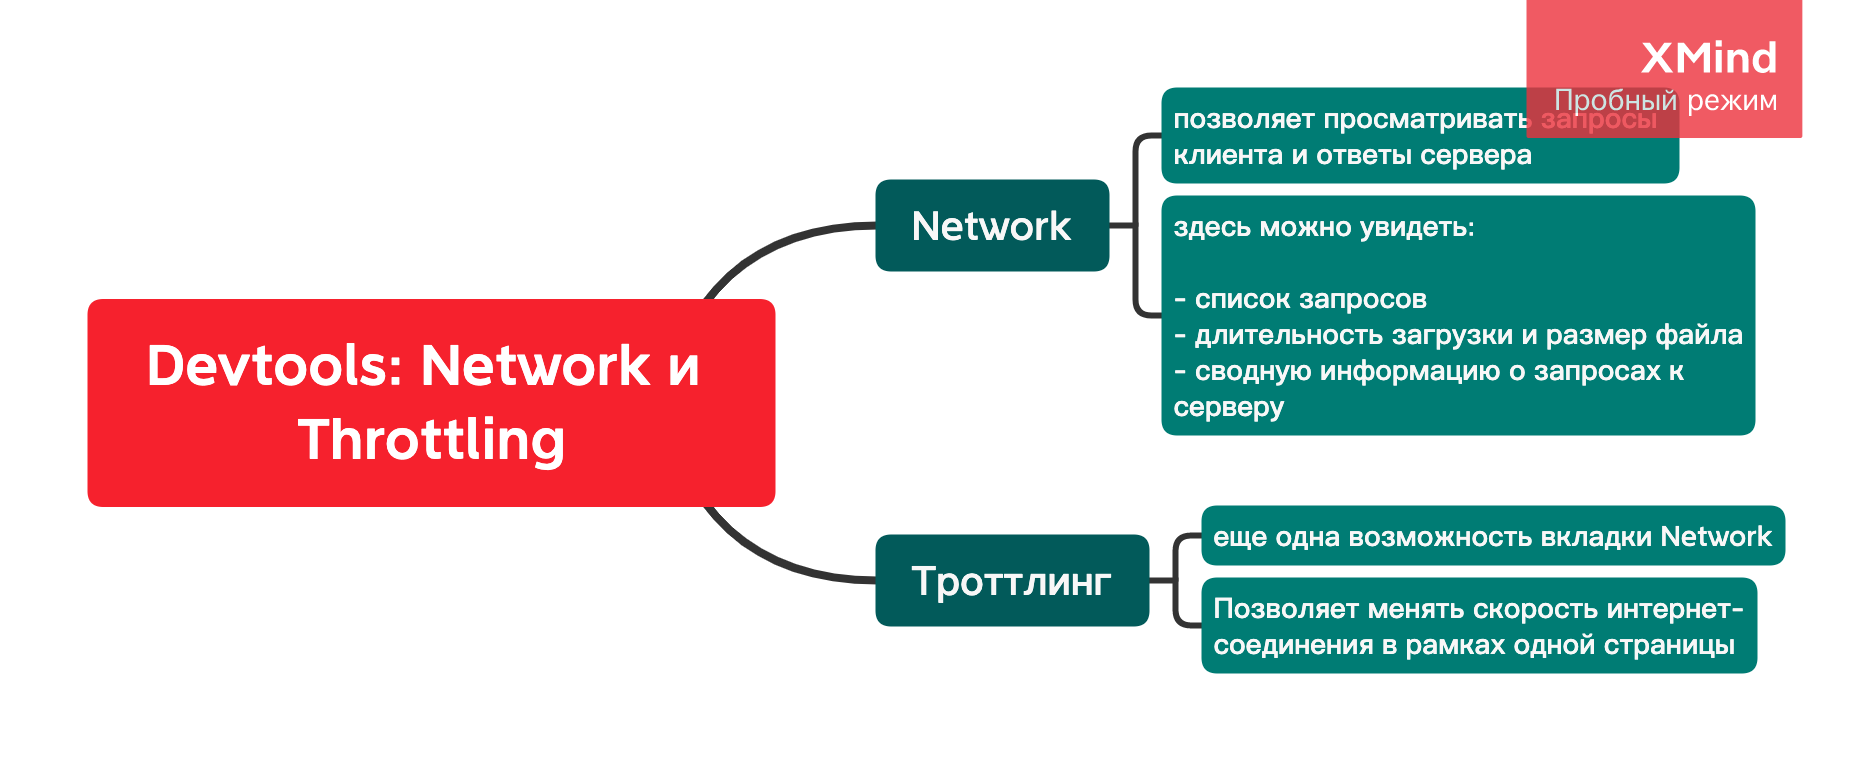 XMind
Пробный режим
позволяет просматривать запросы
клиента и ответы сервера
Network
здесь можно увидеть:
- список запросов
- длительность загрузки и размер файла
- сводную информацию о запросах к
серверу
Devtools: Network и
Throttling
еще одна возможность вкладки Network
Троттлинг
Позволяет менять скорость интернет-
соединения в рамках одной страницы